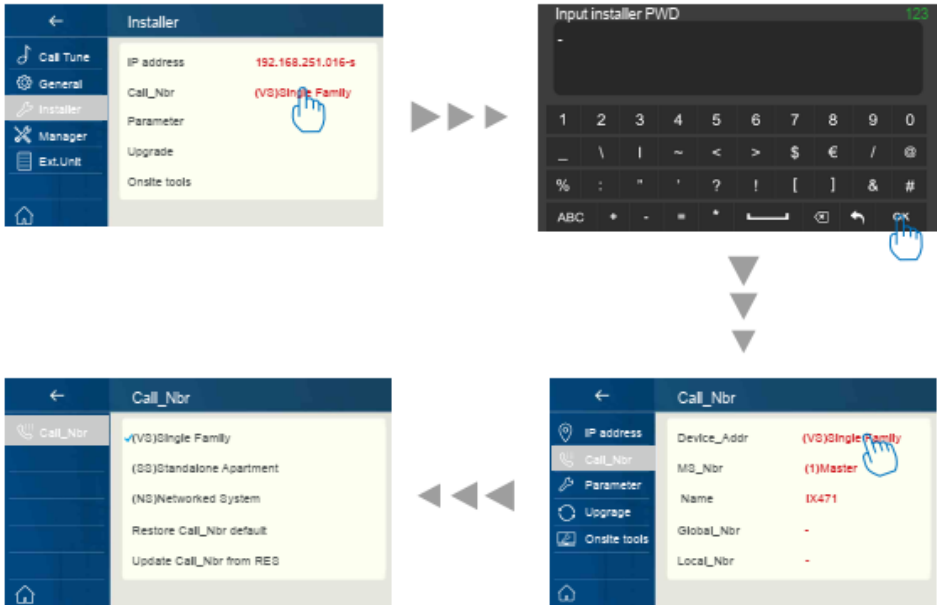 Installer
Call Tune
General
Installer
Manager
Ext.Unit
IP address 192.168.251.016-s
Call_Nbr (VS)Single Family
Parameter
Upgrade
Onsite tools
Input installer PWD 123
-
1 2 3 4 5 6 7 8 9 0
_ \ | ~ < > $ € / @
% : " ' ? ! [ ] & #
ABC + - = * OK
Call_Nbr
Call_Nbr
(VS)Single Family
(SS)Standalone Apartment
(NS)Networked System
Restore Call_Nbr default
Update Call_Nbr from RES
Call_Nbr
IP address
Call_Nbr
Parameter
Upgrage
Onsite tools
Device_Addr (VS)Single Family
MS_Nbr (1)Master
Name IX471
Global_Nbr -
Local_Nbr -